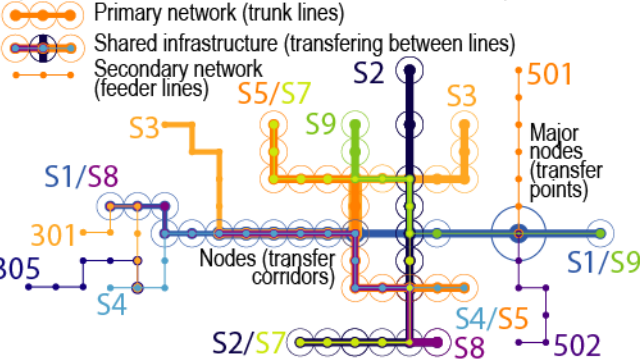 Primary network (trunk lines)
Shared infrastructure (transfering between lines)
Secondary network
(feeder lines)
S2
501
S5/S7
S9
S3
S3
Major
nodes
(transfer
points)
S1/S8
301
Nodes (transfer
corridors)
S1/S9
305
S4
S4/S5
S2/S7
S8
502